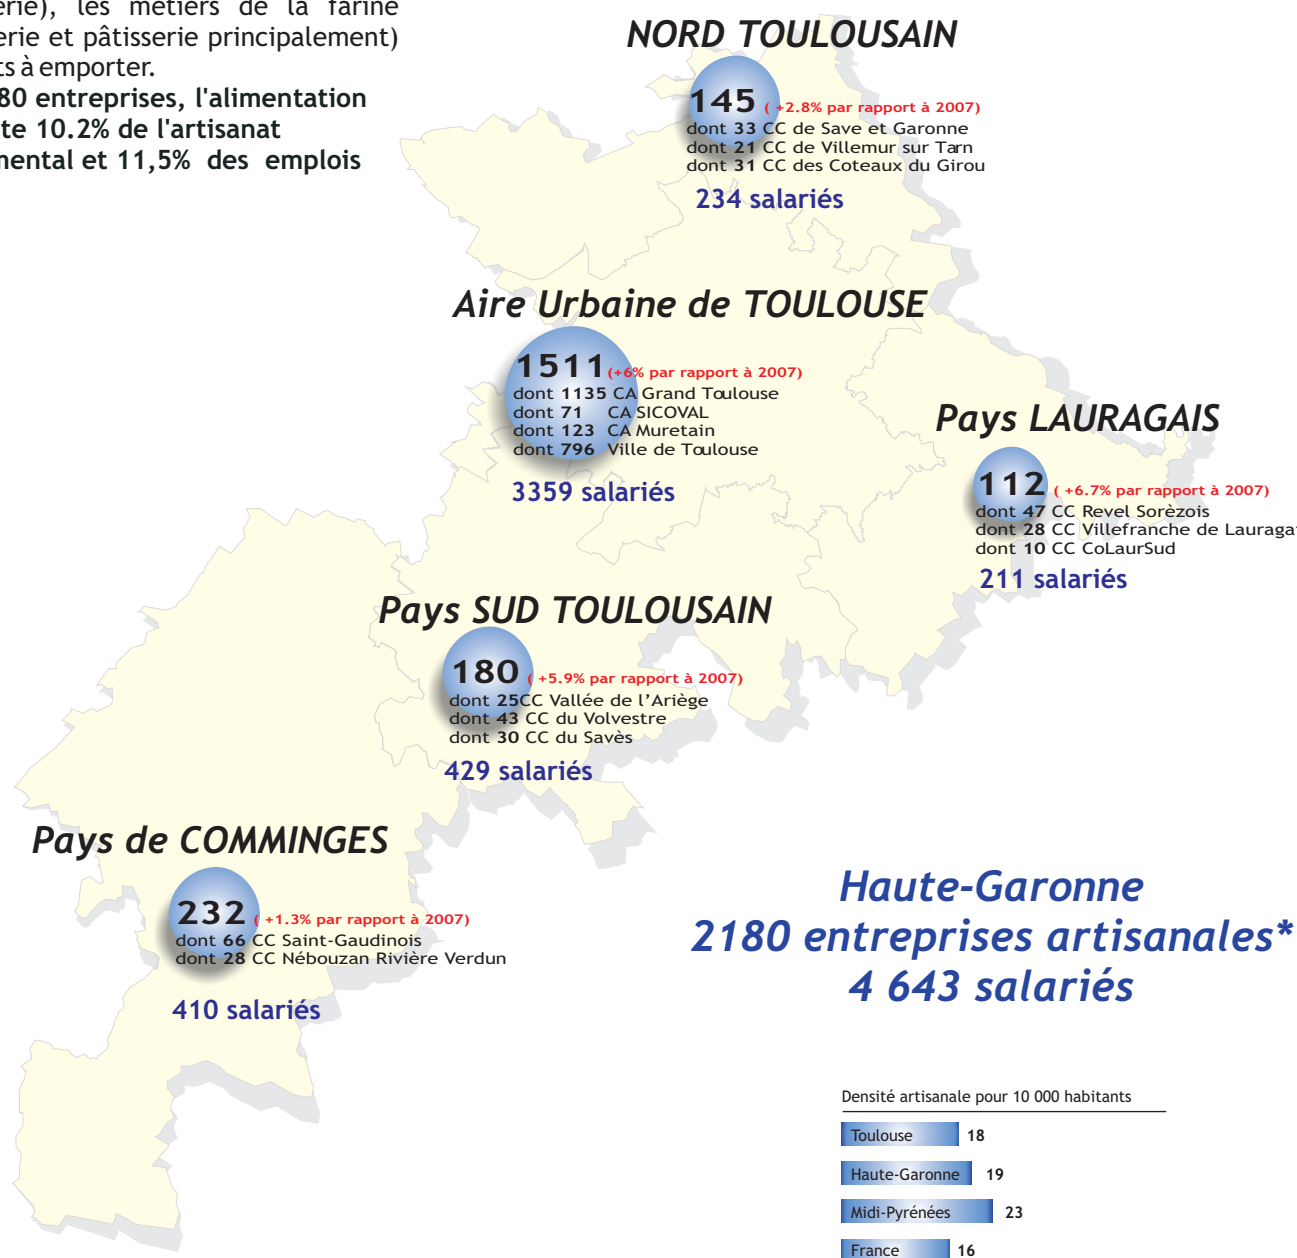 les métiers de la farine
et pâtisserie principalement)
à emporter.
entreprises, l'alimentation
10.2% de l'artisanat
et 11,5% des emplois
NORD TOULOUSAIN
145 ( +2.8% par rapport à 2007)
dont 33 CC de Save et Garonne
dont 21 CC de Villemur sur Tarn
dont 31 CC des Coteaux du Girou
234 salariés
Aire Urbaine de TOULOUSE
1511 (+6% par rapport à 2007)
dont 1135 CA Grand Toulouse
dont 71 CA SICOVAL
dont 123 CA Muretain
dont 796 Ville de Toulouse
3359 salariés
Pays LAURAGAIS
112 ( +6.7% par rapport à 2007)
dont 47 CC Revel Sorèzois
dont 28 CC Villefranche de
dont 10 CC CoLaurSud
211 salariés
Pays SUD TOULOUSAIN
180 ( +5.9% par rapport à 2007)
dont 25CC Vallée de l’Ariège
dont 43 CC du Volvestre
dont 30 CC du Savès
429 salariés
Pays de COMMINGES
232 ( +1.3% par rapport à 2007)
dont 66 CC Saint-Gaudinois
dont 28 CC Nébouzan Rivière Verdun
410 salariés
Haute-Garonne
2180 entreprises artisanales*
4 643 salariés
Densité artisanale pour 10 000 habitants
Toulouse 18
Haute-Garonne 19
Midi-Pyrénées 23
France 16